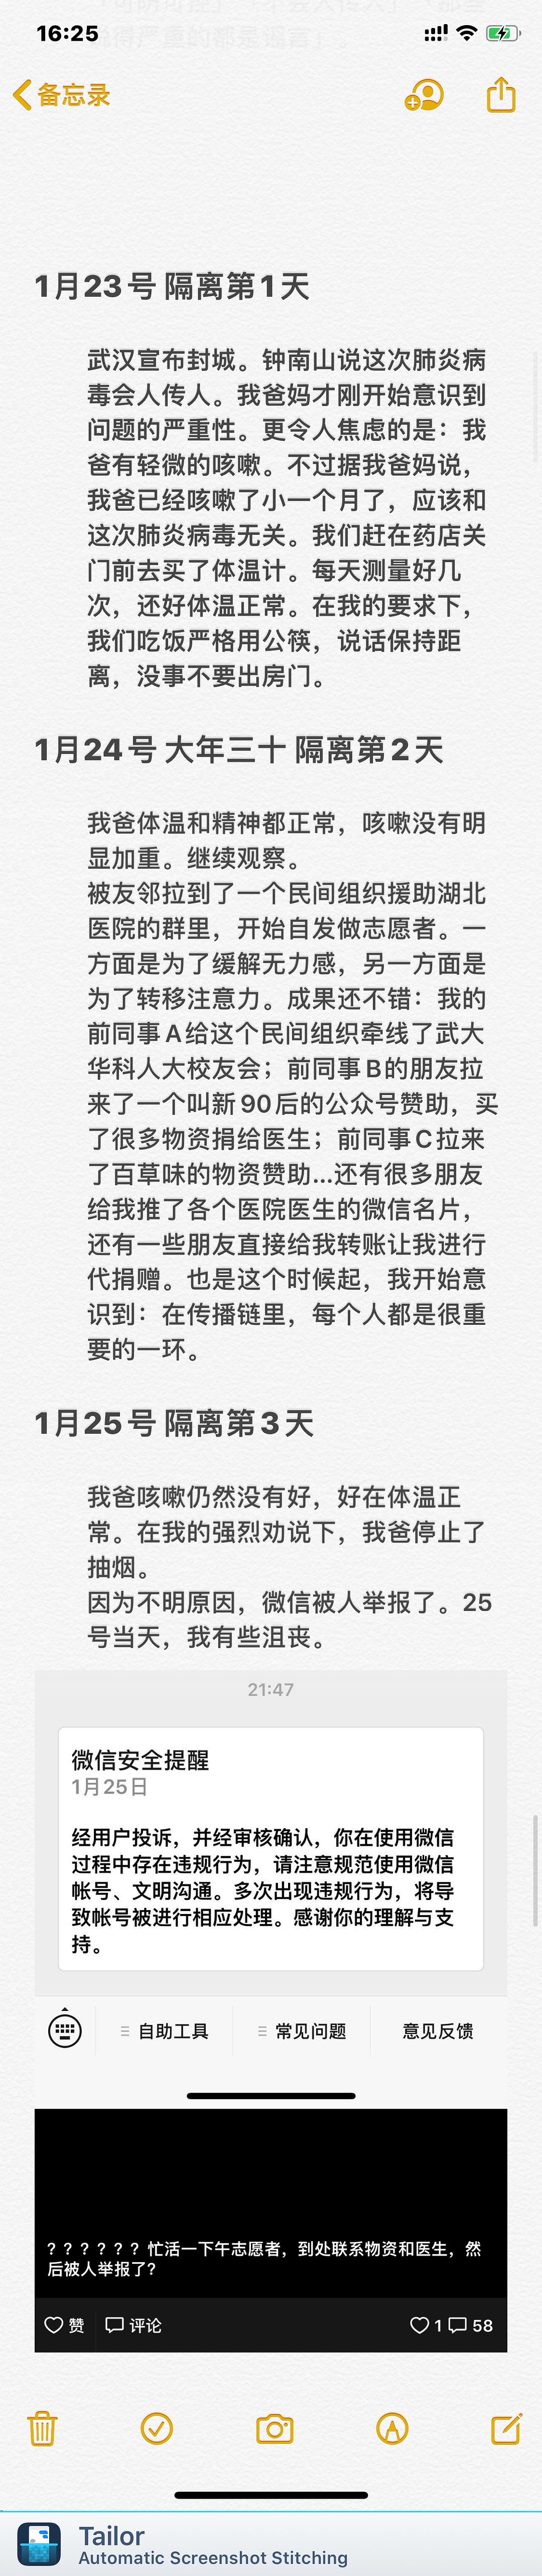 16:25
备忘录
1月23号 隔离第1天
武汉宣布封城。钟南山说这次肺炎病
毒会人传人。我爸妈才刚开始意识到
问题的严重性。更令人焦虑的是：我
爸有轻微的咳嗽。不过据我爸妈说，
我爸已经咳嗽了小一个月了，应该和
这次肺炎病毒无关。我们赶在药店关
门前去买了体温计。每天测量好几
次，还好体温正常。在我的要求下，
我们吃饭严格用公筷，说话保持距
离，没事不要出房门。
1月24号 大年三十 隔离第2天
我爸体温和精神都正常，咳嗽没有明
显加重。继续观察。
被友邻拉到了一个民间组织援助湖北
医院的群里，开始自发做志愿者。一
方面是为了缓解无力感，另一方面是
为了转移注意力。成果还不错：我的
前同事A给这个民间组织牵线了武大
华科人大校友会；前同事B的朋友拉
来了一个叫新90后的公众号赞助，买
了很多物资捐给医生；前同事C拉来
了百草味的物资赞助...还有很多朋友
给我推了各个医院医生的微信名片，
还有一些朋友直接给我转账让我进行
代捐赠。也是这个时候起，我开始意
识到：在传播链里，每个人都是很重
要的一环。
1月25号 隔离第3天
我爸咳嗽仍然没有好，好在体温正
常。在我的强烈劝说下，我爸停止了
抽烟。
因为不明原因，微信被人举报了。25
号当天，我有些沮丧。
21:47
微信安全提醒
1月25日
经用户投诉，并经审核确认，你在使用微信
过程中存在违规行为，请注意规范使用微信
帐号、文明沟通。多次出现违规行为，将导
致帐号被进行相应处理。感谢你的理解与支
持。
自助工具 常见问题 意见反馈
？？？？？？忙活一下午志愿者，到处联系物资和医生，然
后被人举报了？
赞 评论 1 58
Tailor
Automatic Screenshot Stitching